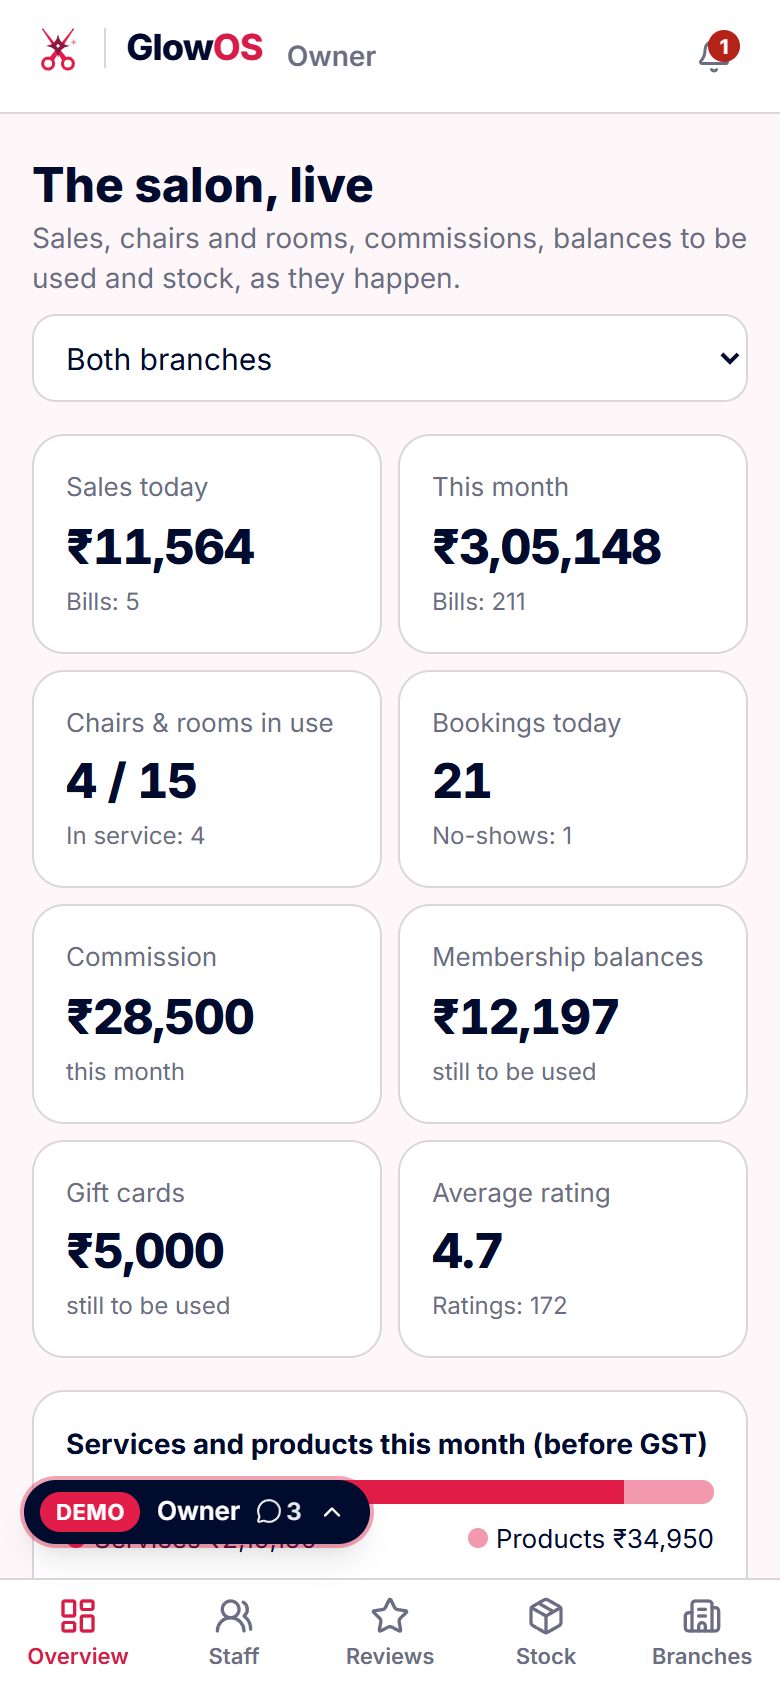 GlowOS Owner
1
The salon, live
Sales, chairs and rooms, commissions, balances to be
used and stock, as they happen.
Both branches
Sales today
₹11,564
Bills: 5
This month
₹3,05,148
Bills: 211
Chairs & rooms in use
4 / 15
In service: 4
Bookings today
21
No-shows: 1
Commission
₹28,500
this month
Membership balances
₹12,197
still to be used
Gift cards
₹5,000
still to be used
Average rating
4.7
Ratings: 172
Services and products this month (before GST)
DEMO Owner 3
Products ₹34,950
Overview
Staff
Reviews
Stock
Branches